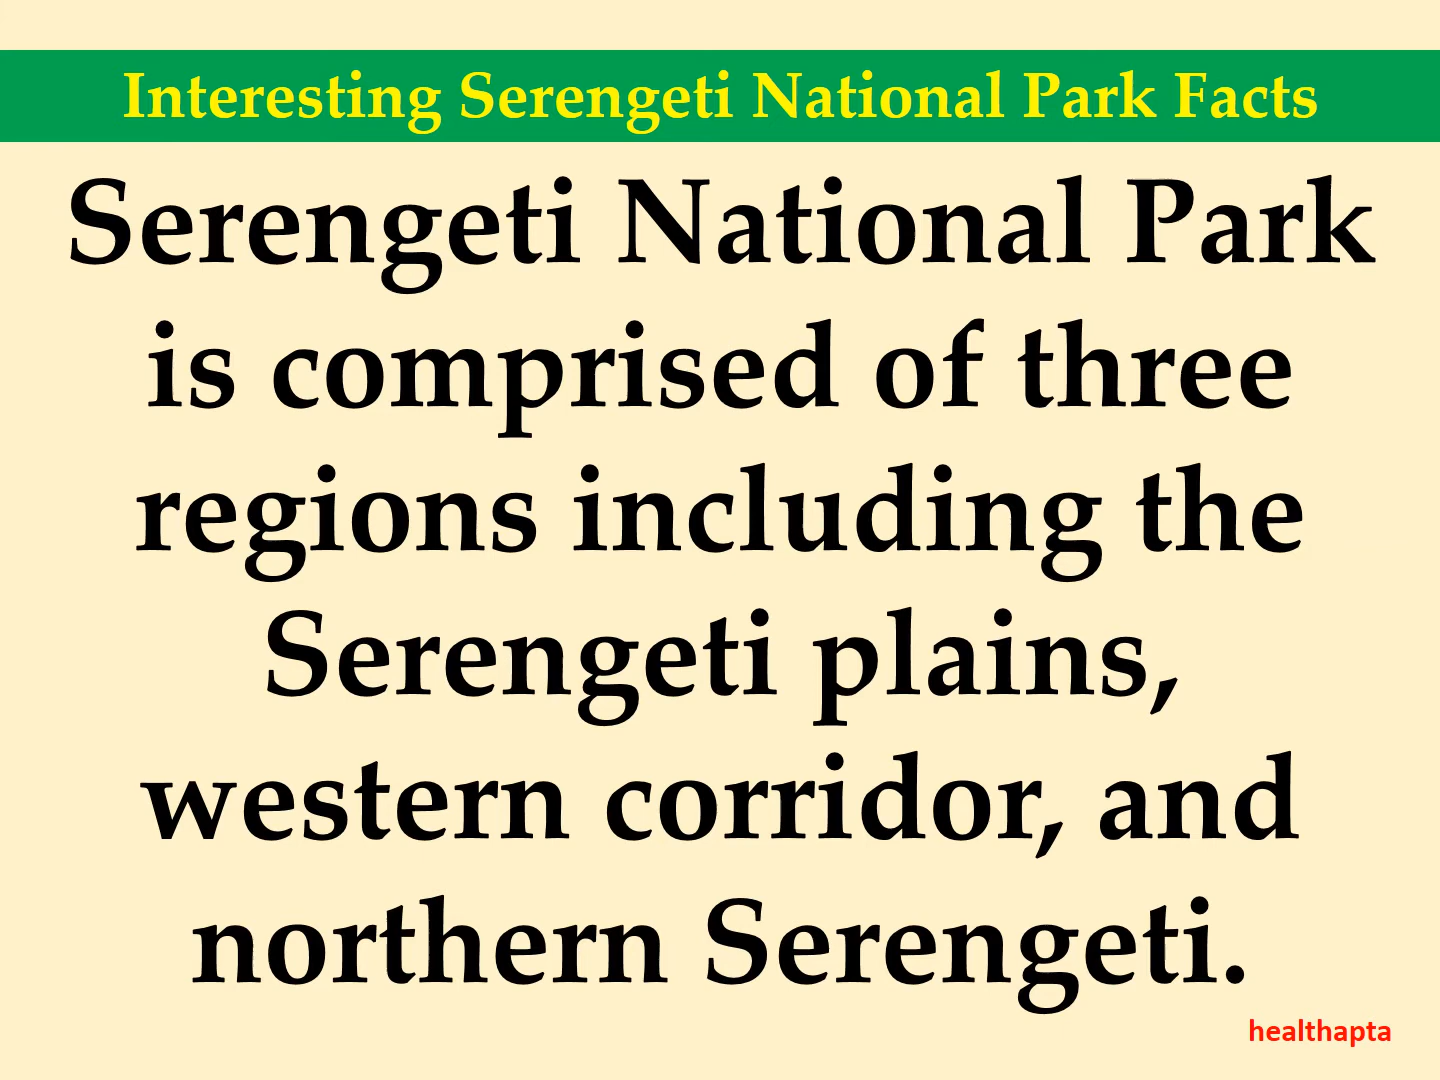 Interesting Serengeti National Park Facts
Serengeti National Park
is comprised of three
regions including the
Serengeti plains,
western corridor, and
northern Serengeti.
healthapta